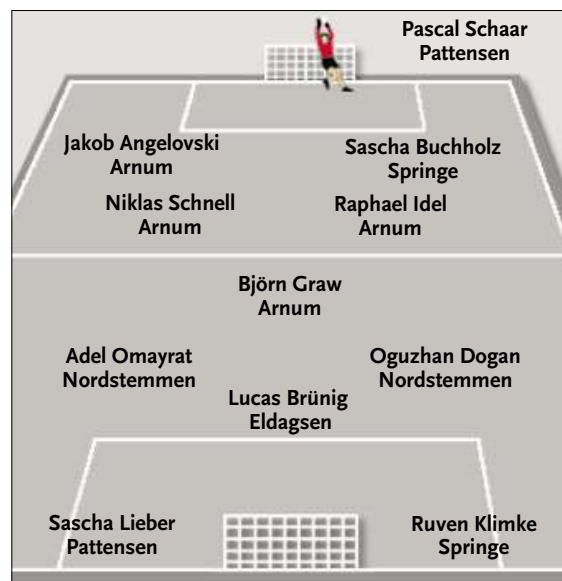 Pascal Schaar
Pattensen
Jakob Angelovski
Arnum
Sascha Buchholz
Springe
Niklas Schnell
Arnum
Raphael Idel
Arnum
Björn Graw
Arnum
Adel Omayrat
Nordstemmen
Oguzhan Dogan
Nordstemmen
Lucas Brünig
Eldagsen
Sascha Lieber
Pattensen
Ruven Klimke
Springe